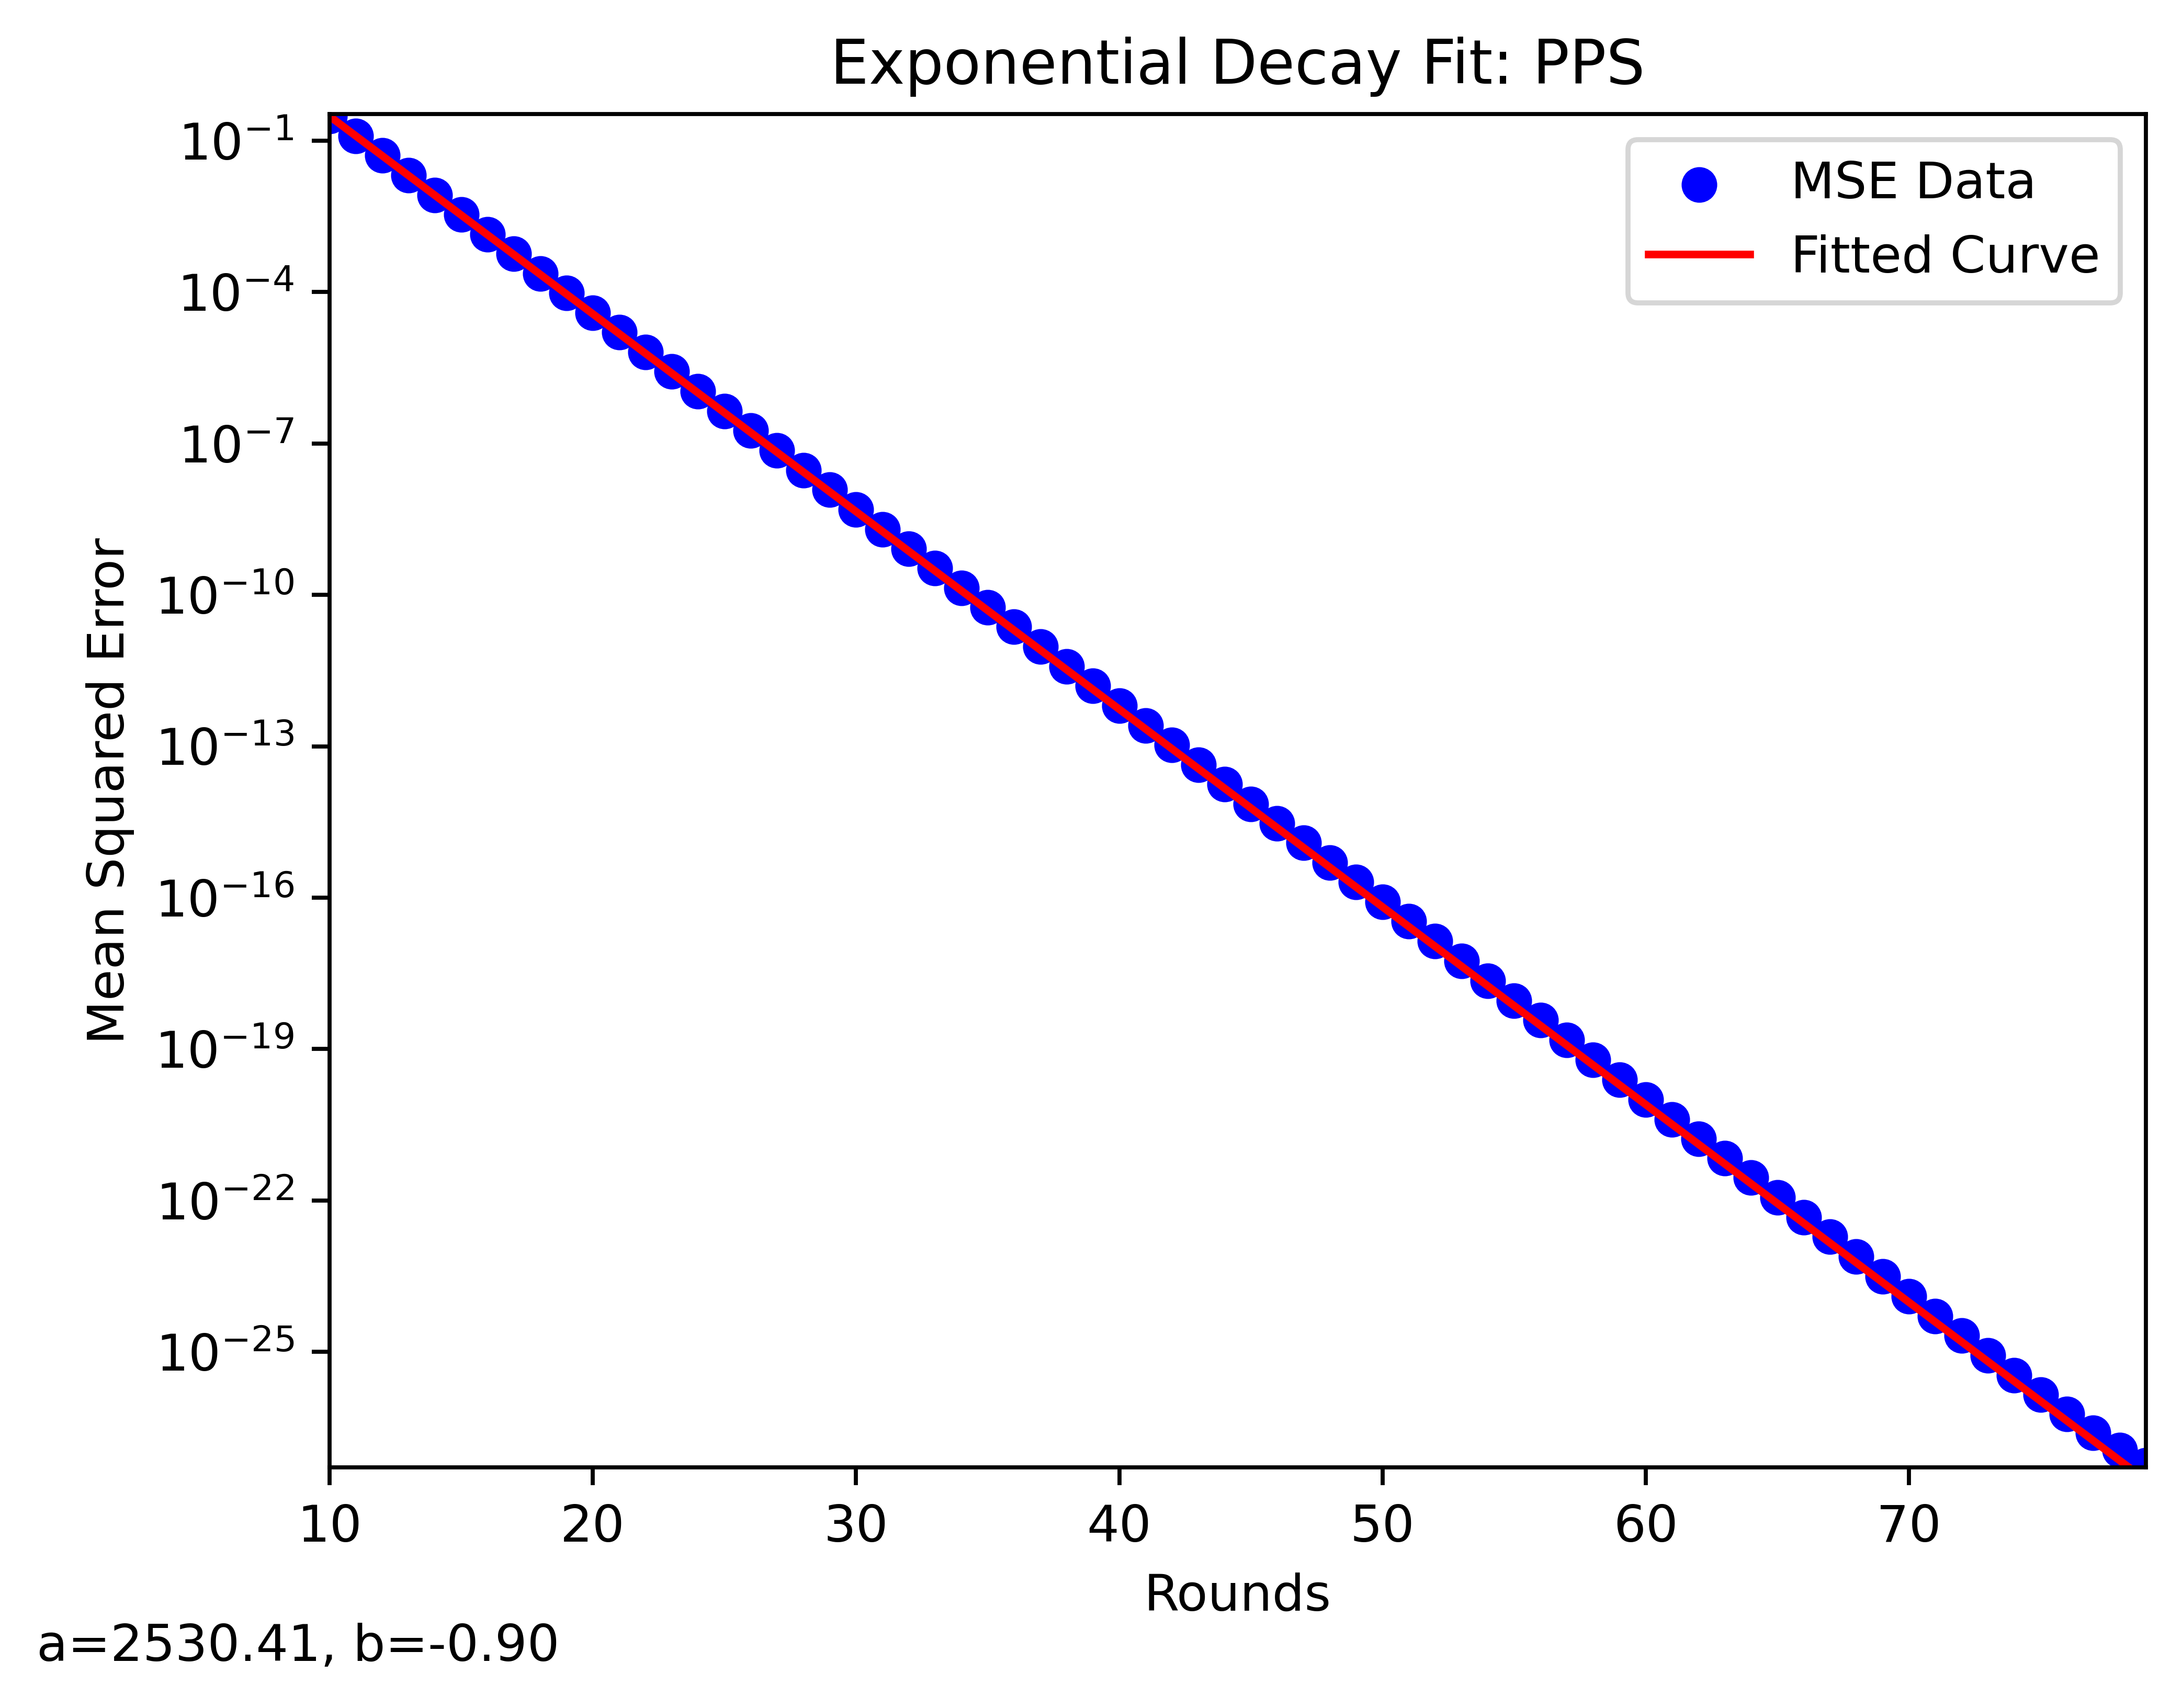 Exponential Decay Fit: PPS
MSE Data
Fitted Curve
Mean Squared Error
10⁻¹
10⁻⁴
10⁻⁷
10⁻¹⁰
10⁻¹³
10⁻¹⁶
10⁻¹⁹
10⁻²²
10⁻²⁵
10 20 30 40 50 60 70
Rounds
a=2530.41, b=-0.90